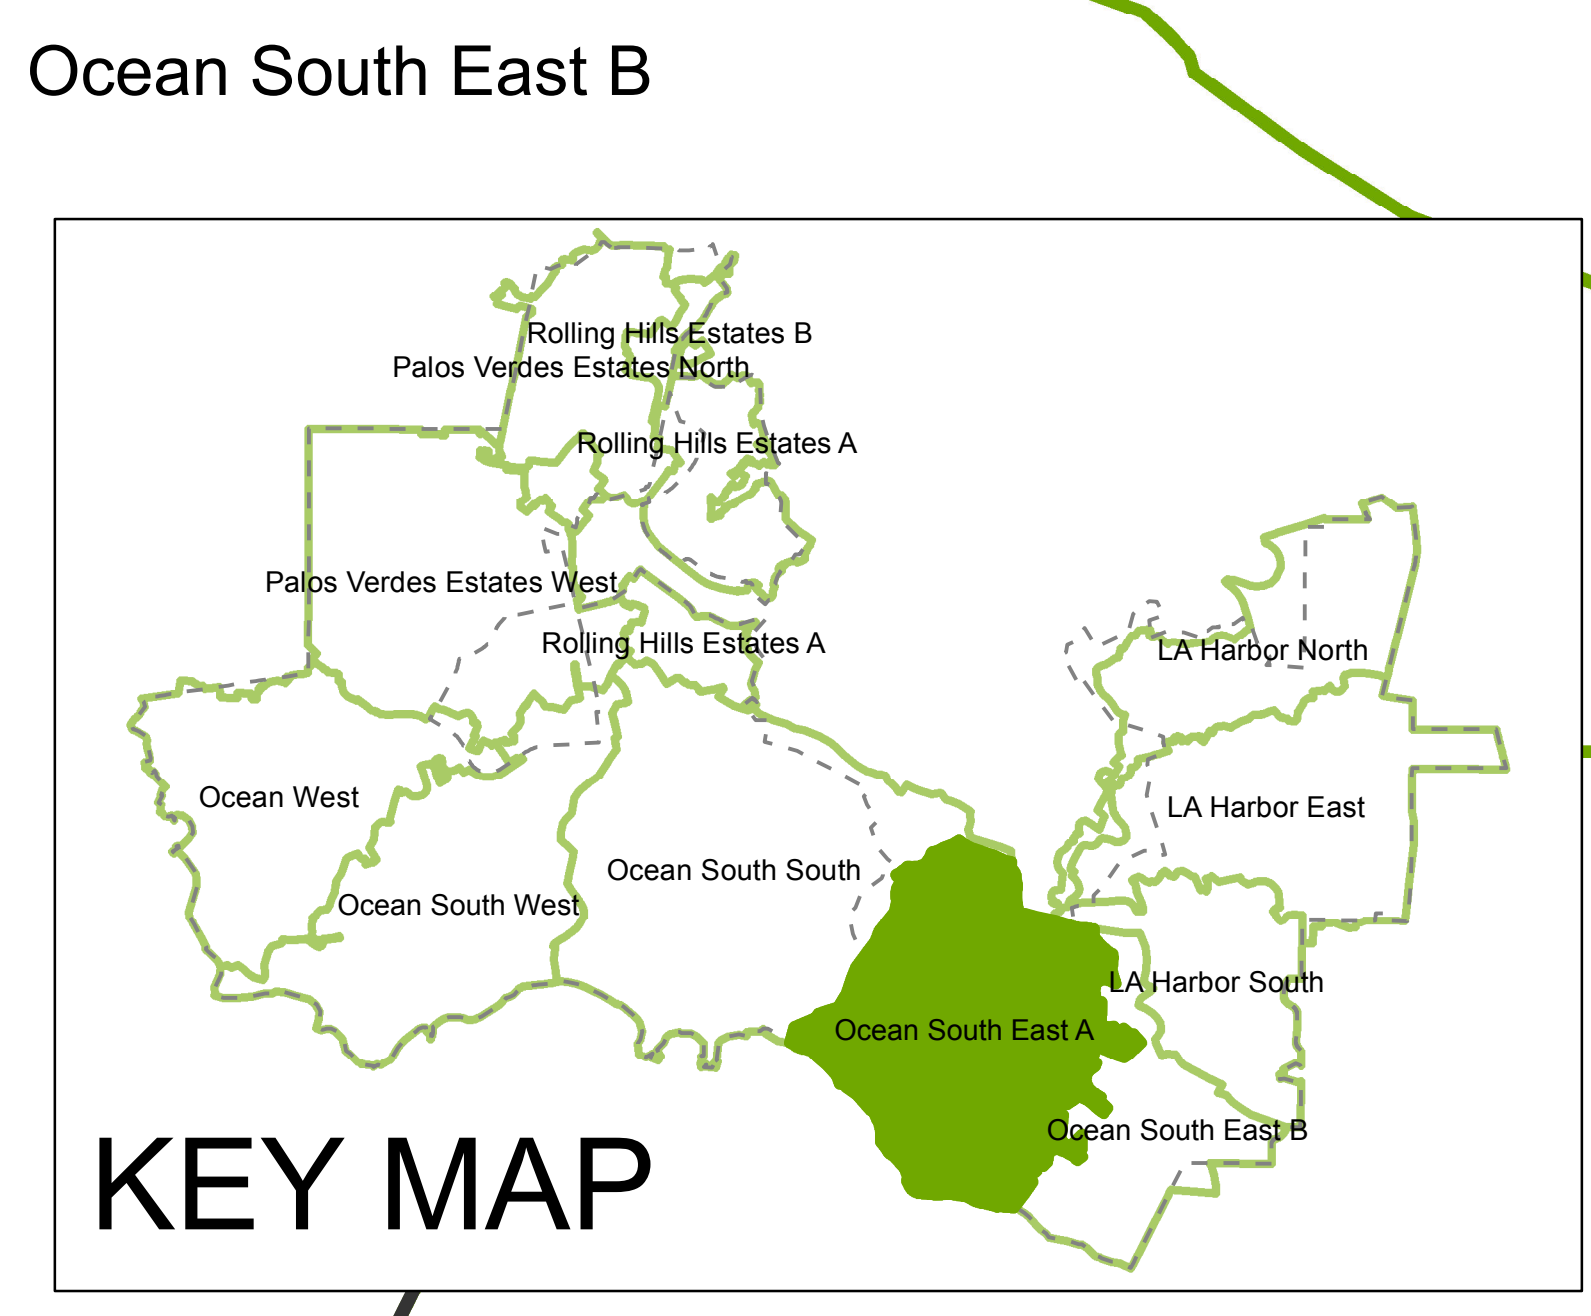 Ocean South East B
Rolling Hills Estates B
Palos Verdes Estates North
Rolling Hills Estates A
Palos Verdes Estates West
Rolling Hills Estates A
LA Harbor North
Ocean West
LA Harbor East
Ocean South South
Ocean South West
LA Harbor South
Ocean South East A
Ocean South East B
KEY MAP